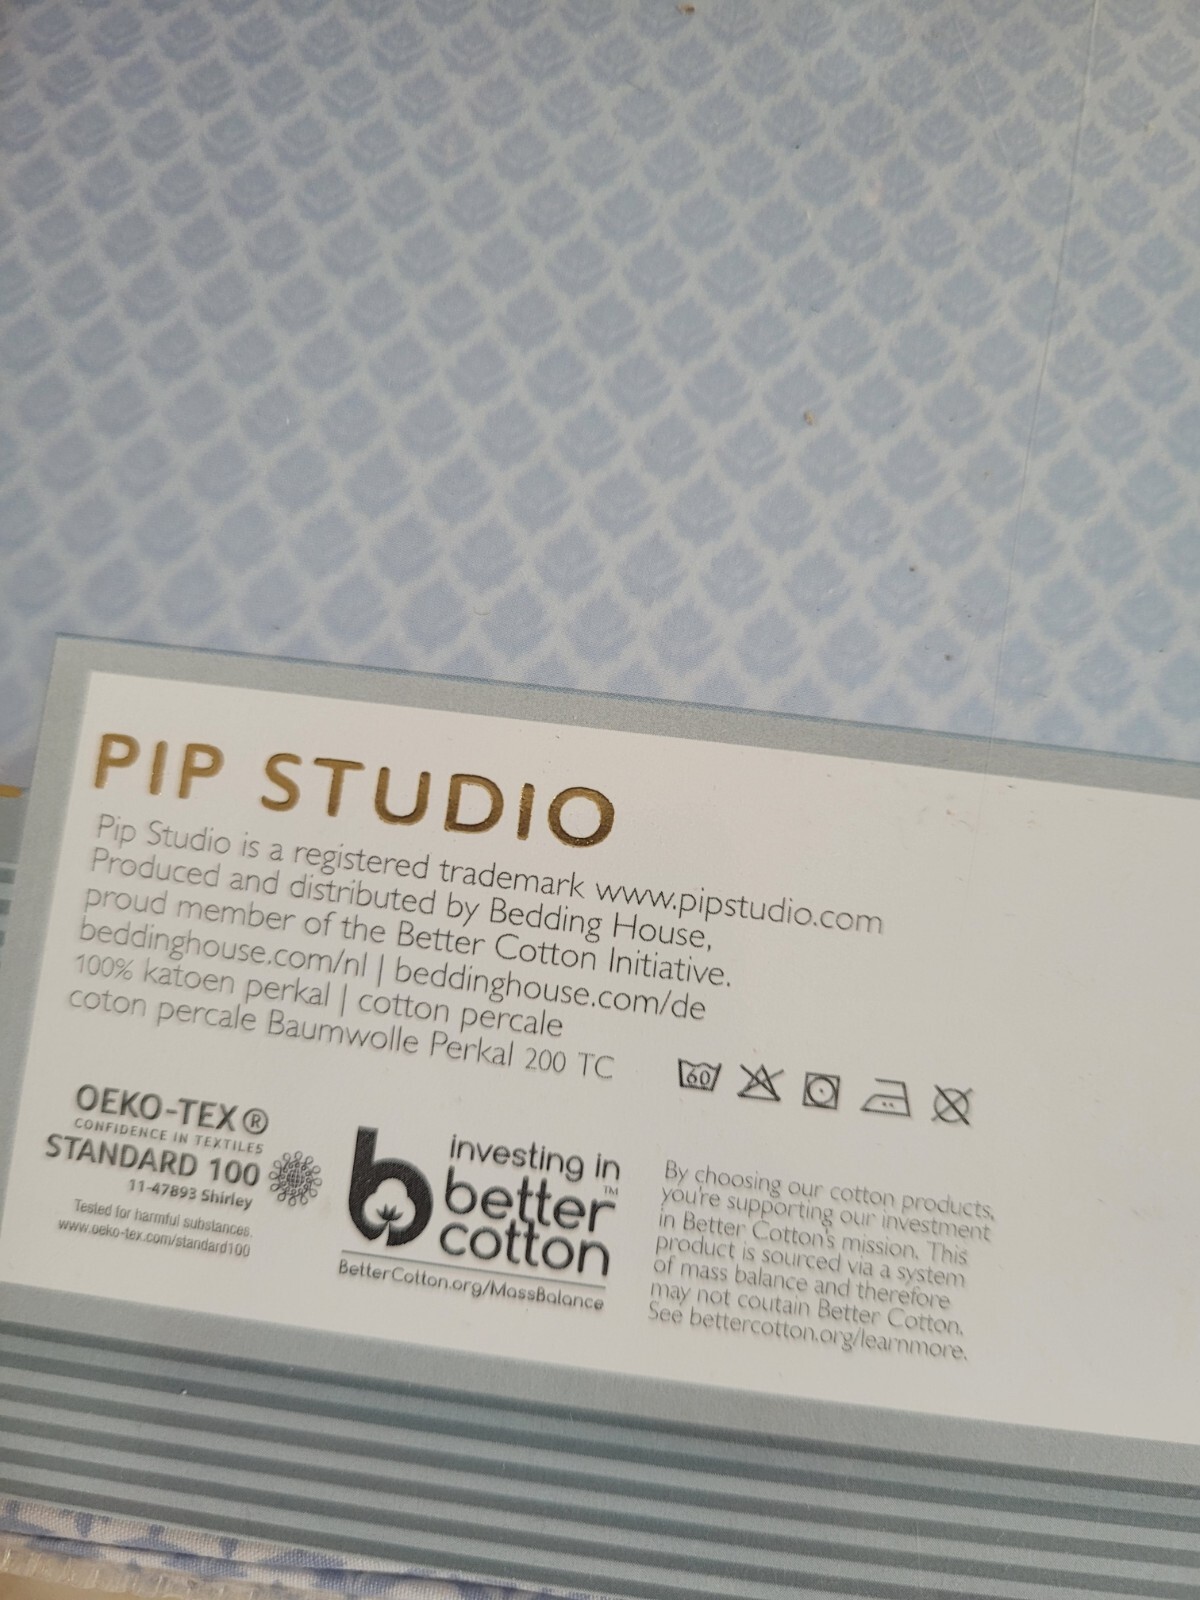 PIP STUDIO
Pip Studio is a registered trademark www.pipstudio.com
Produced and distributed by Bedding House,
proud member of the Better Cotton Initiative.
beddinghouse.com/nl | beddinghouse.com/de
100% katoen perkal | cotton percale
coton percale Baumwolle Perkal 200 TC
60
OEKO-TEX®
CONFIDENCE IN TEXTILES
STANDARD 100
11-47893 Shirley
Tested for harmful substances.
www.oeko-tex.com/standard100
investing in
better™
cotton
BetterCotton.org/MassBalance
By choosing our cotton products,
you're supporting our investment
in Better Cotton's mission. This
product is sourced via a system
of mass balance and therefore
may not coutain Better Cotton.
See bettercotton.org/learnmore.